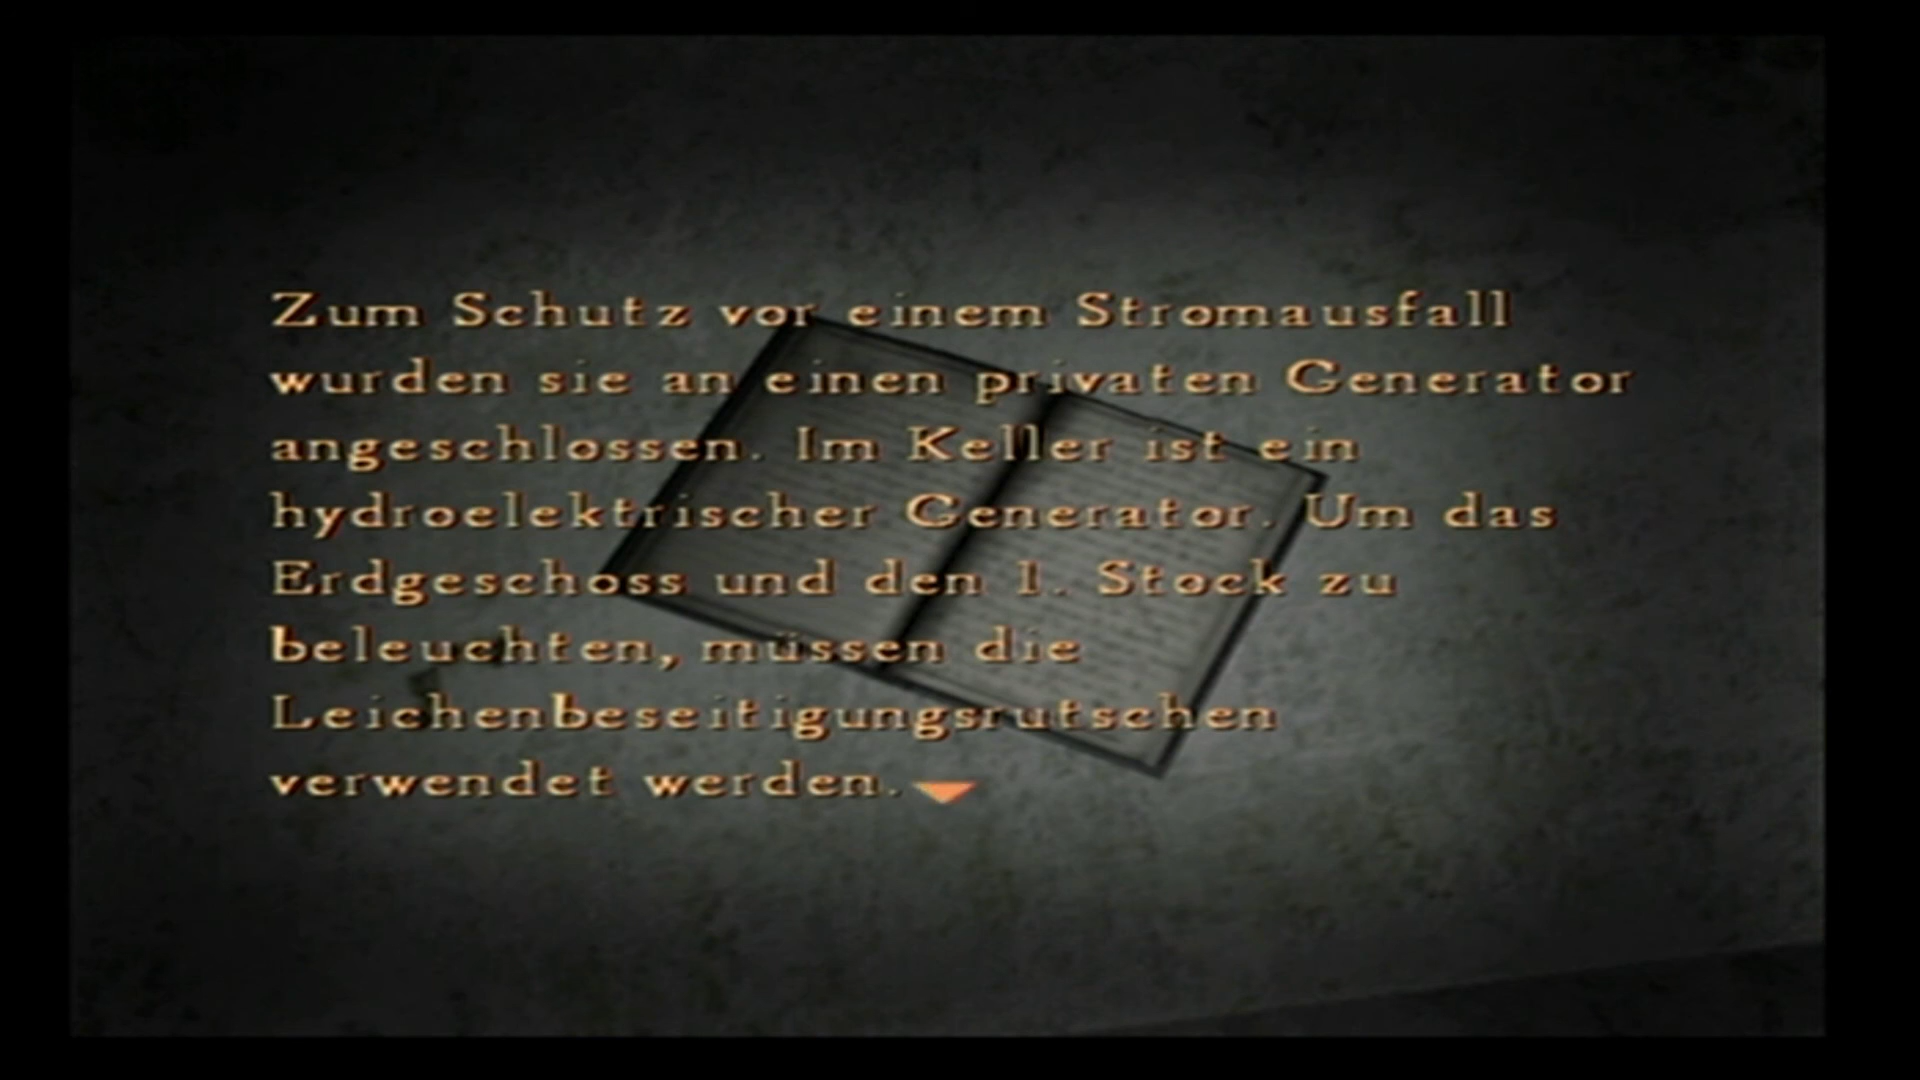 Zum Schutz vor einem Stromausfall
wurden sie an einen privaten Generator
angeschlossen. Im Keller ist ein
hydroelektrischer Generator. Um das
Erdgeschoss und den 1. Stock zu
beleuchten, müssen die
Leichenbeseitigungsrutschen
verwendet werden.